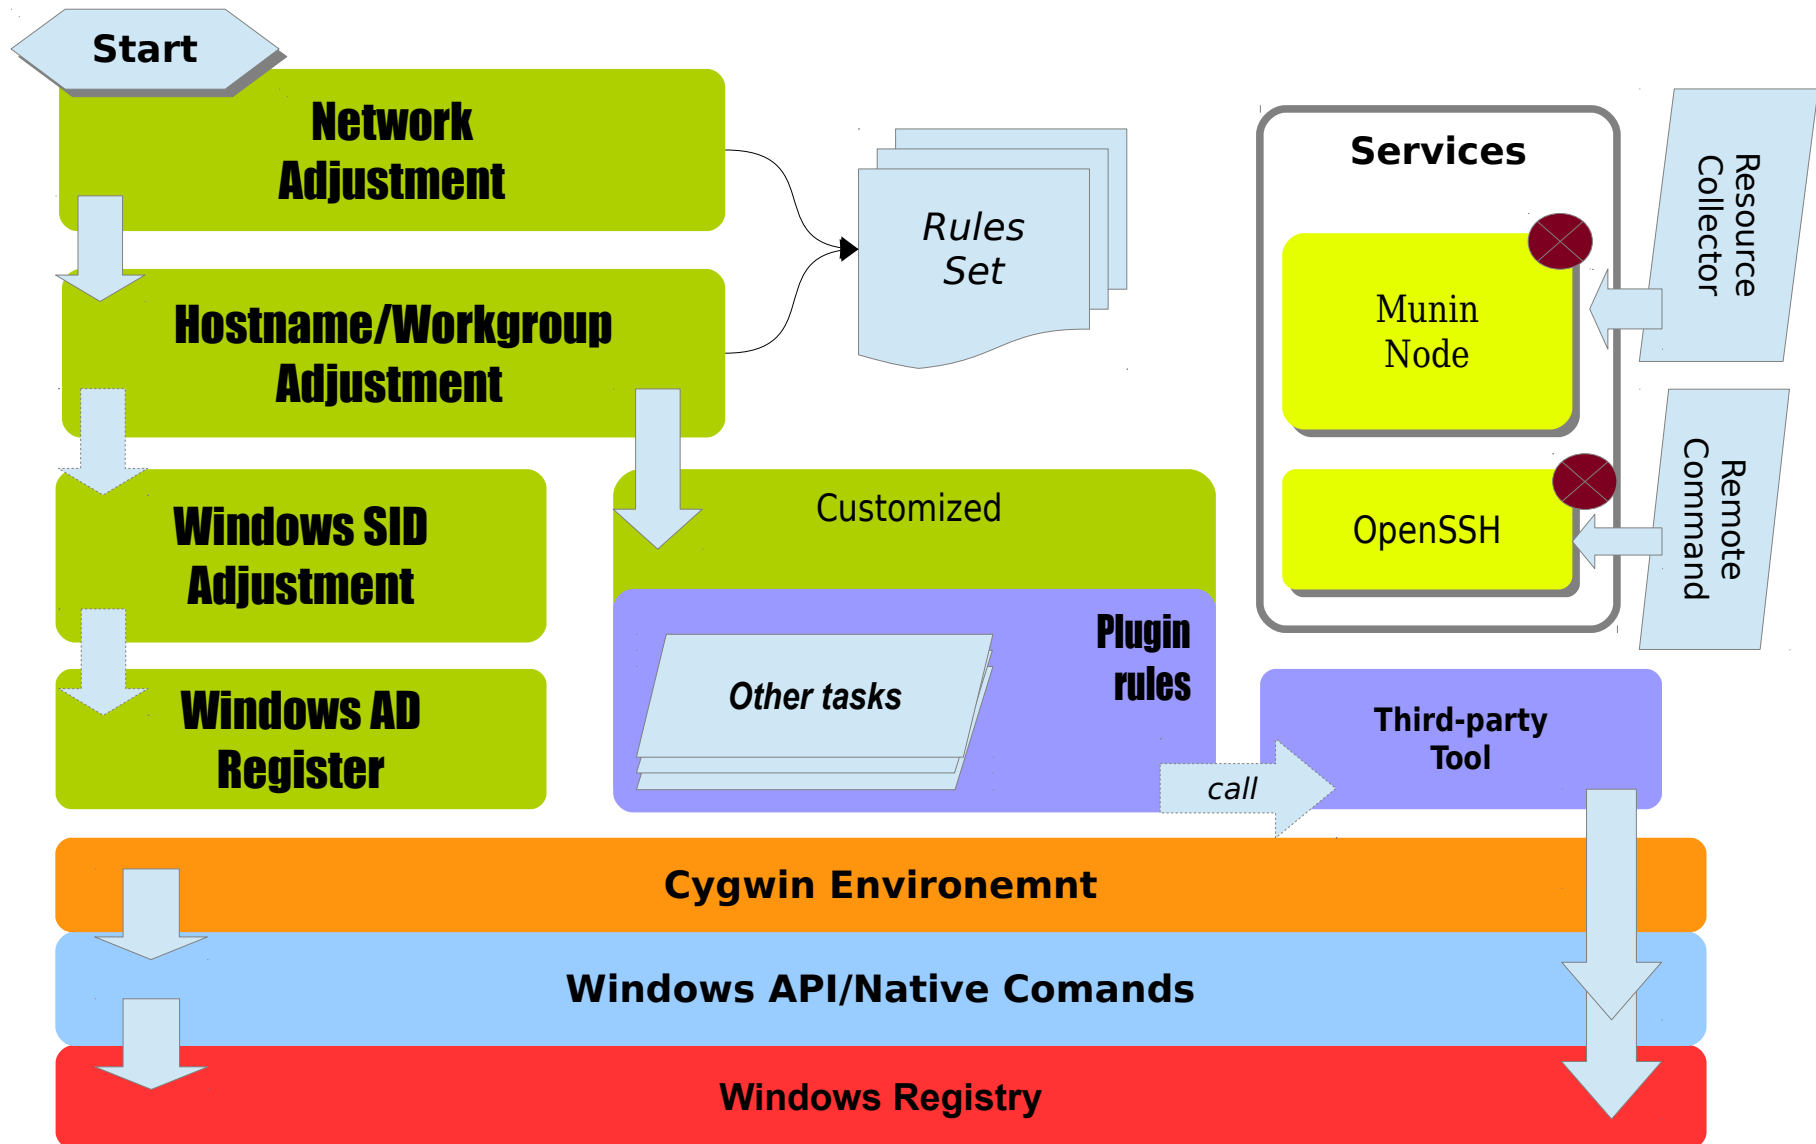 Start
Network
Adjustment
Hostname/Workgroup
Adjustment
Rules
Set
Services
Munin
Node
OpenSSH
Resource
Collector
Remote
Command
Windows SID
Adjustment
Windows AD
Register
Customized
Plugin
rules
Other tasks
call
Third-party
Tool
Cygwin Environemnt
Windows API/Native Comands
Windows Registry